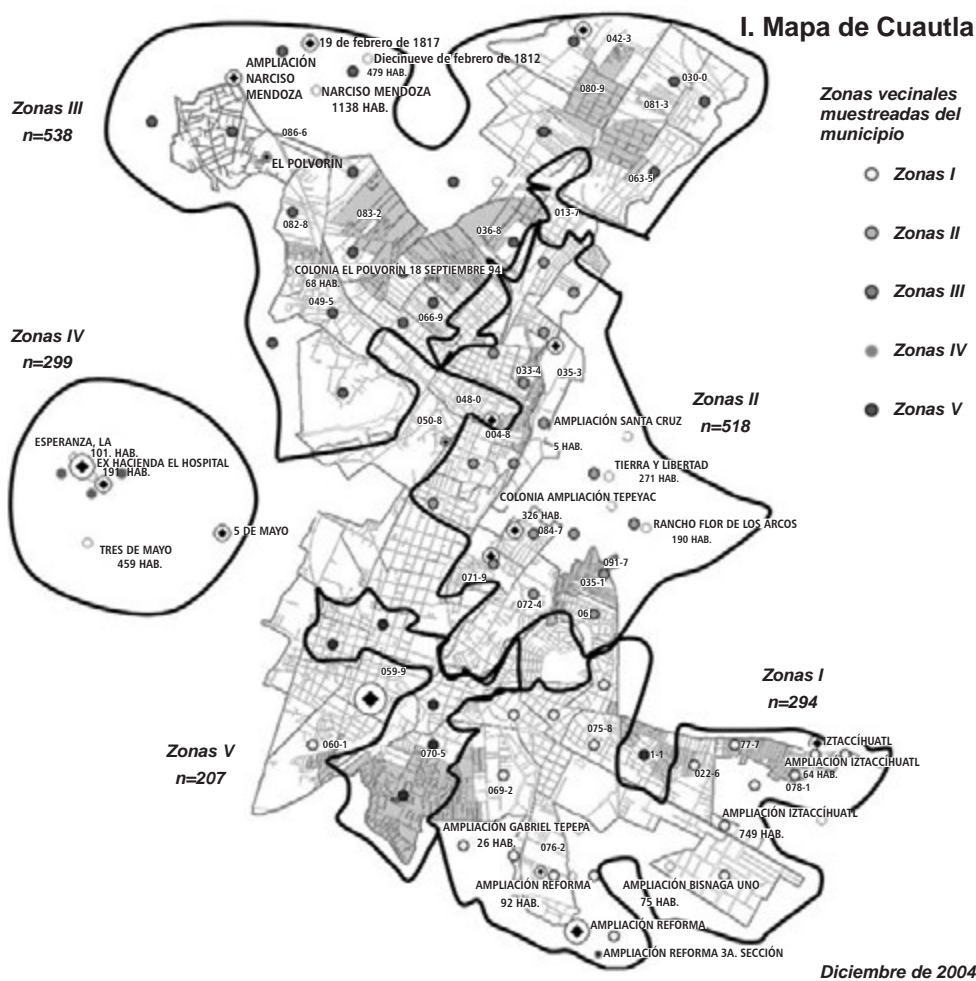 I. Mapa de Cuautla
19 de febrero de 1817
042-3
AMPLIACIÓN
NARCISO
MENDOZA
Diecinueve de febrero de 1812
479 HAB.
NARCISO MENDOZA
1138 HAB.
030-0
080-9
081-3
Zonas III
n=538
Zonas vecinales
muestreadas del
municipio
Zonas I
Zonas II
Zonas III
Zonas IV
Zonas V
086-6
EL POLVORÍN
063-5
083-2
013-7
082-8
036-8
COLONIA EL POLVORÍN 18 SEPTIEMBRE 94
68 HAB.
049-5
066-9
Zonas IV
n=299
033-4
035-3
048-0
Zonas II
n=518
050-8
004-8
AMPLIACIÓN SANTA CRUZ
5 HAB.
ESPERANZA, LA
101. HAB.
EX HACIENDA EL HOSPITAL
191. HAB.
TIERRA Y LIBERTAD
271 HAB.
COLONIA AMPLIACIÓN TEPEYAC
326 HAB.
084-7
RANCHO FLOR DE LOS ARCOS
190 HAB.
5 DE MAYO
TRES DE MAYO
459 HAB.
091-7
071-9
035-1
072-4
06
059-9
Zonas I
n=294
060-1
070-5
075-8
1-1
77-7
IZTACCÍHUATL
Zonas V
n=207
022-6
AMPLIACIÓN IZTACCÍHUATL
64 HAB.
078-1
069-2
AMPLIACIÓN IZTACCÍHUATL
749 HAB.
AMPLIACIÓN GABRIEL TEPEPA
26 HAB.
076-2
AMPLIACIÓN REFORMA
92 HAB.
AMPLIACIÓN BISNAGA UNO
75 HAB.
AMPLIACIÓN REFORMA
AMPLIACIÓN REFORMA 3A. SECCIÓN
Diciembre de 2004